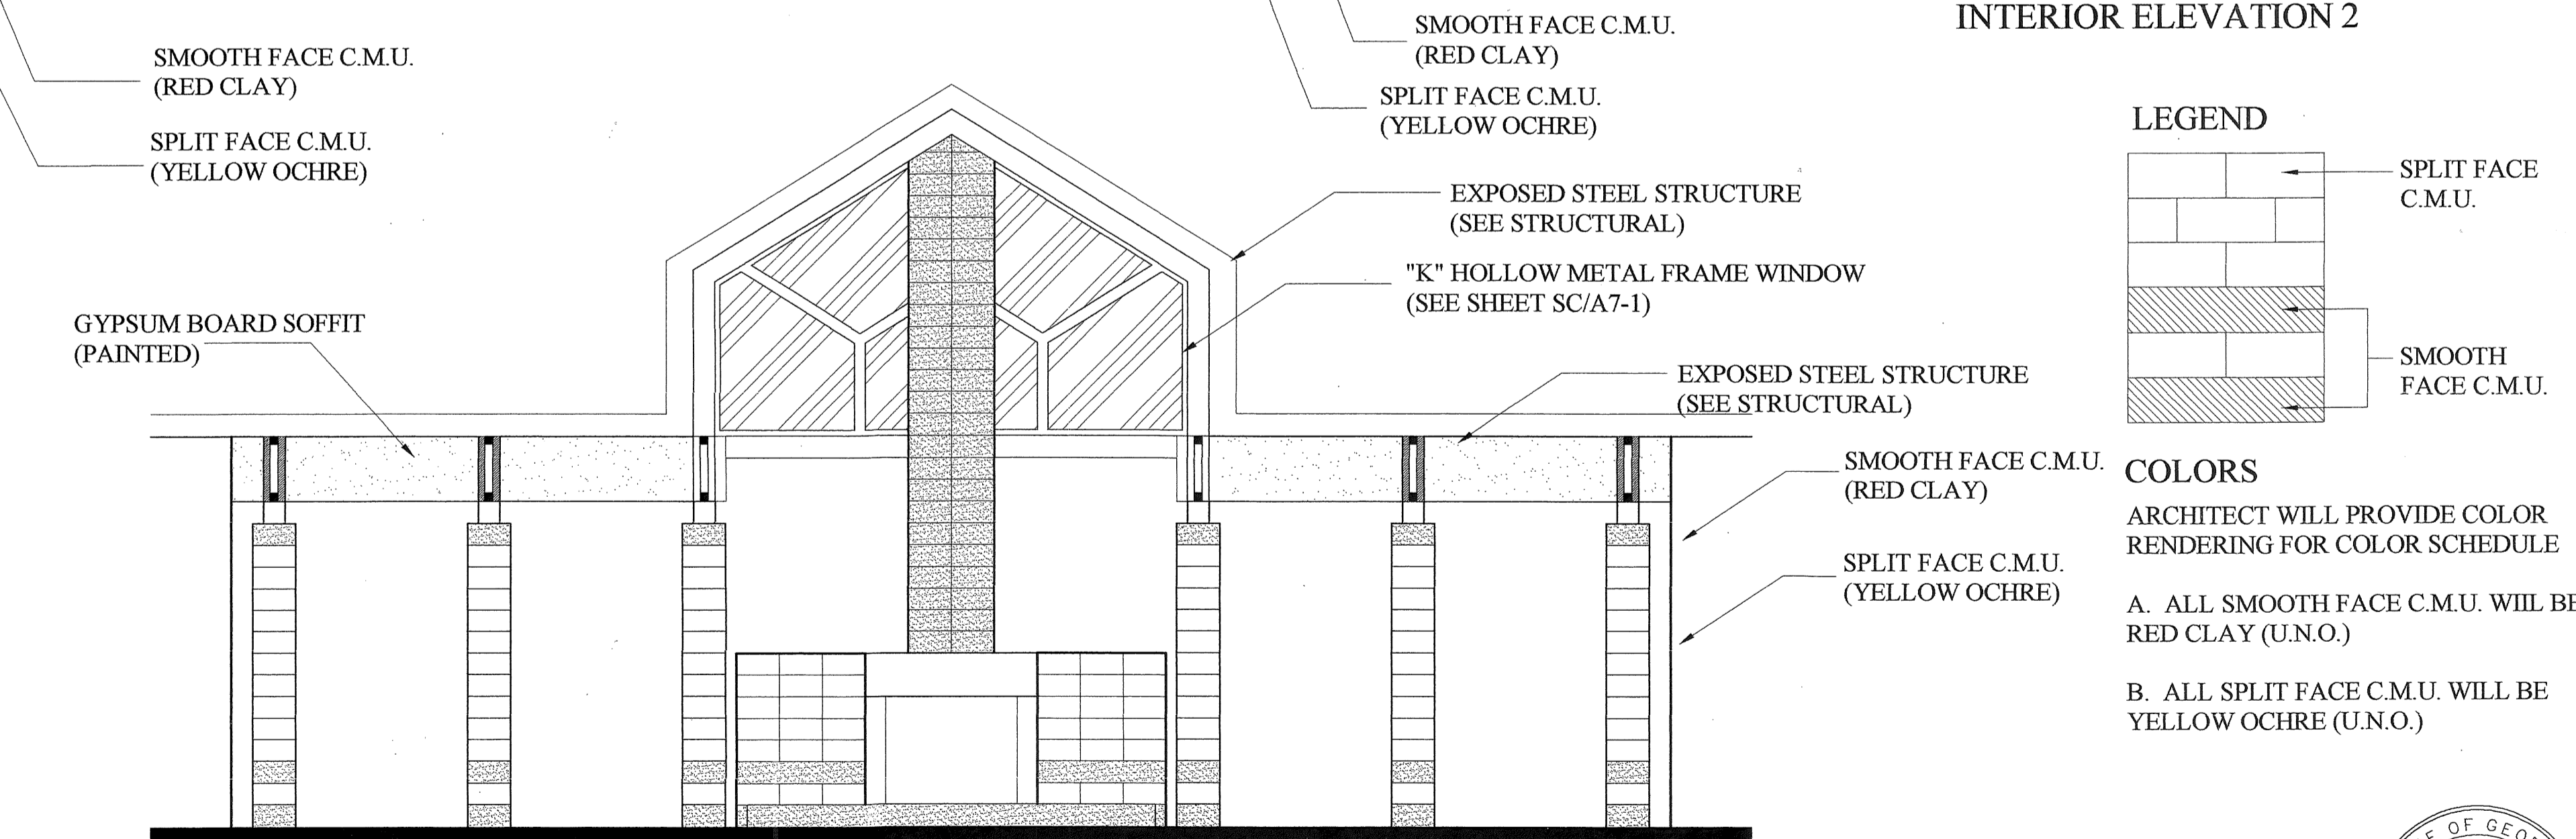 SMOOTH FACE C.M.U.
(RED CLAY)
SPLIT FACE C.M.U.
(YELLOW OCHRE)
SMOOTH FACE C.M.U.
(RED CLAY)
SPLIT FACE C.M.U.
(YELLOW OCHRE)
EXPOSED STEEL STRUCTURE
(SEE STRUCTURAL)
"K" HOLLOW METAL FRAME WINDOW
(SEE SHEET SC/A7-1)
GYPSUM BOARD SOFFIT
(PAINTED)
EXPOSED STEEL STRUCTURE
(SEE STRUCTURAL)
SMOOTH FACE C.M.U.
(RED CLAY)
SPLIT FACE C.M.U.
(YELLOW OCHRE)
INTERIOR ELEVATION 2
LEGEND
SPLIT FACE
C.M.U.
SMOOTH
FACE C.M.U.
COLORS
ARCHITECT WILL PROVIDE COLOR
RENDERING FOR COLOR SCHEDULE
A. ALL SMOOTH FACE C.M.U. WIIL BE
RED CLAY (U.N.O.)
B. ALL SPLIT FACE C.M.U. WILL BE
YELLOW OCHRE (U.N.O.)
OF